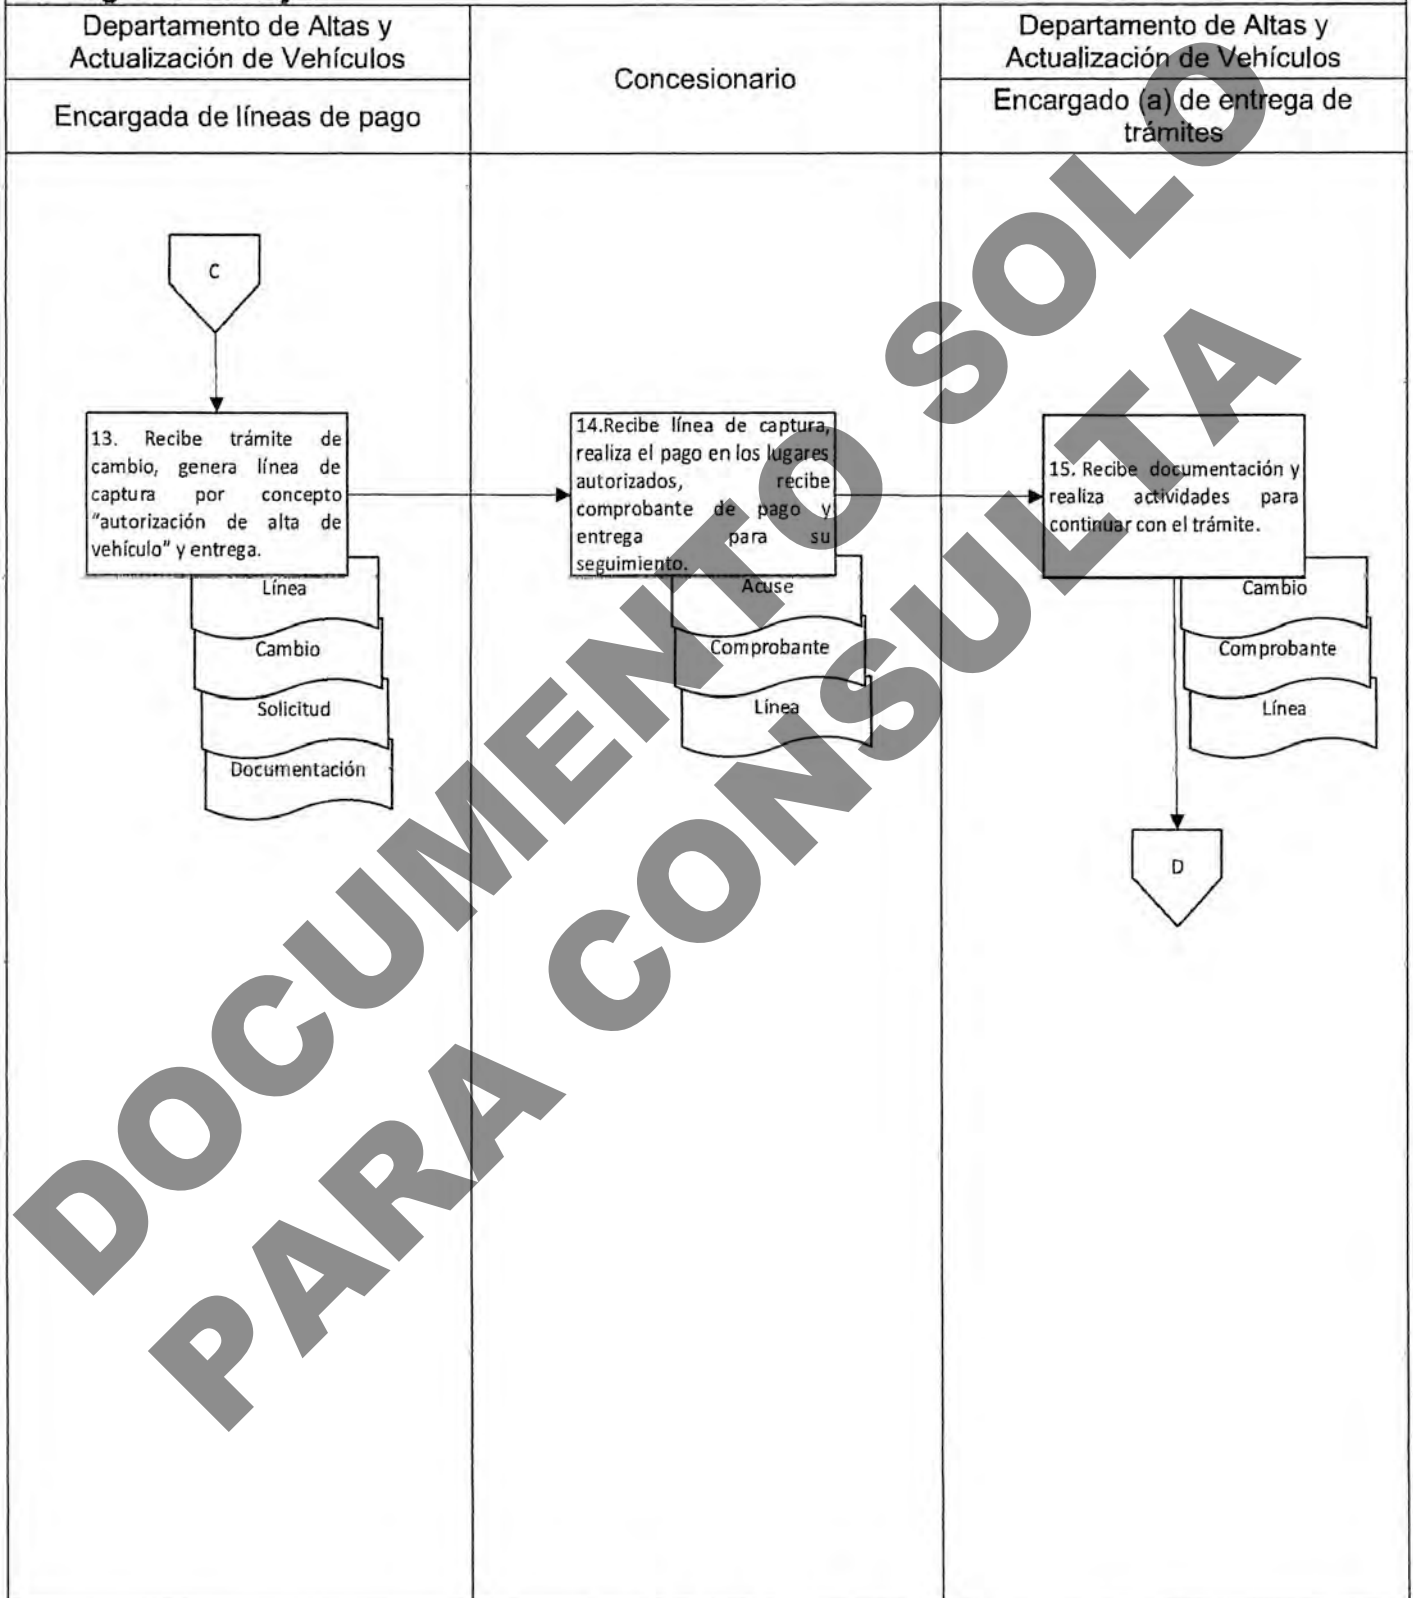 Departamento de Altas y
Actualización de Vehículos
Encargada de líneas de pago
Concesionario
Departamento de Altas y
Actualización de Vehículos
Encargado (a) de entrega de
trámites
C
13. Recibe trámite de
cambio, genera línea de
captura por concepto
"autorización de alta de
vehículo" y entrega.
Línea
Cambio
Solicitud
Documentación
14.Recibe línea de captura,
realiza el pago en los lugares
autorizados, recibe
comprobante de pago y
entrega para su
seguimiento.
Acuse
Comprobante
Línea
15. Recibe documentación y
realiza actividades para
continuar con el trámite.
Cambio
Comprobante
Línea
D
DOCUMENTO SOLO
PARA CONSULTA